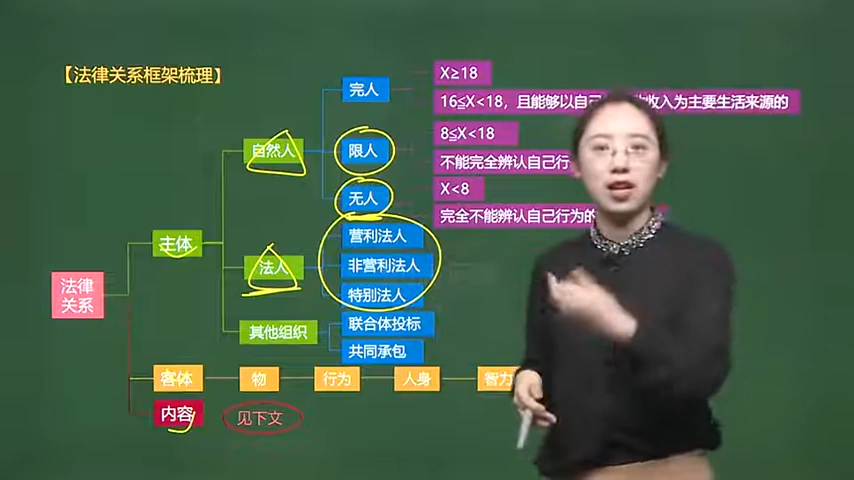 【法律关系框架梳理】
X≥18
完人
16≦X<18，且能够以自己
收入为主要生活来源的
8≦X<18
自然人
限人
不能完全辨认自己行
X<8
无人
完全不能辨认自己行为的
营利法人
主体
法人
非营利法人
法律
关系
特别法人
联合体投标
其他组织
共同承包
客体
物
行为
人身
智力
内容
见下文